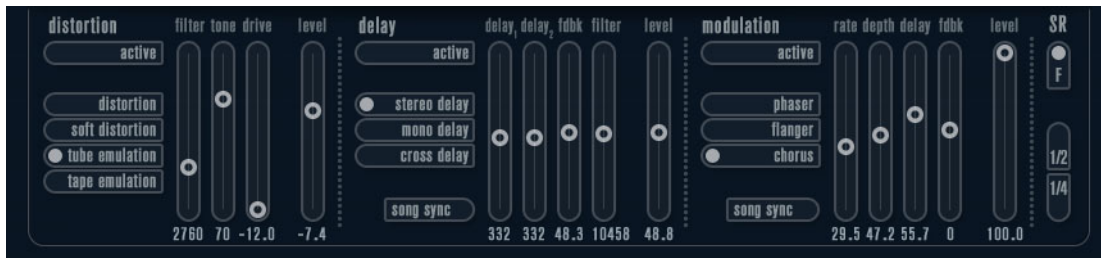 distortion filter tone drive level delay delay1 delay2 fdbk filter level modulation rate depth delay fdbk level SR
active active active
F
distortion stereo delay phaser
soft distortion mono delay flanger
tube emulation cross delay chorus 1/2
tape emulation 1/4
song sync song sync
2760 70 -12.0 -7.4 332 332 48.3 10458 48.8 29.5 47.2 55.7 0 100.0